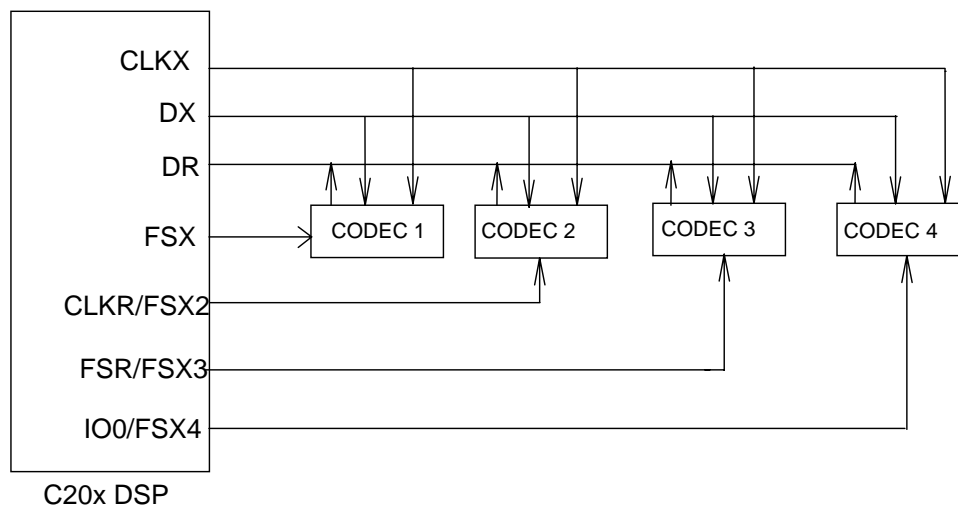 CLKX
DX
DR
FSX
CODEC 1
CODEC 2
CODEC 3
CODEC 4
CLKR/FSX2
FSR/FSX3
IO0/FSX4
C20x DSP